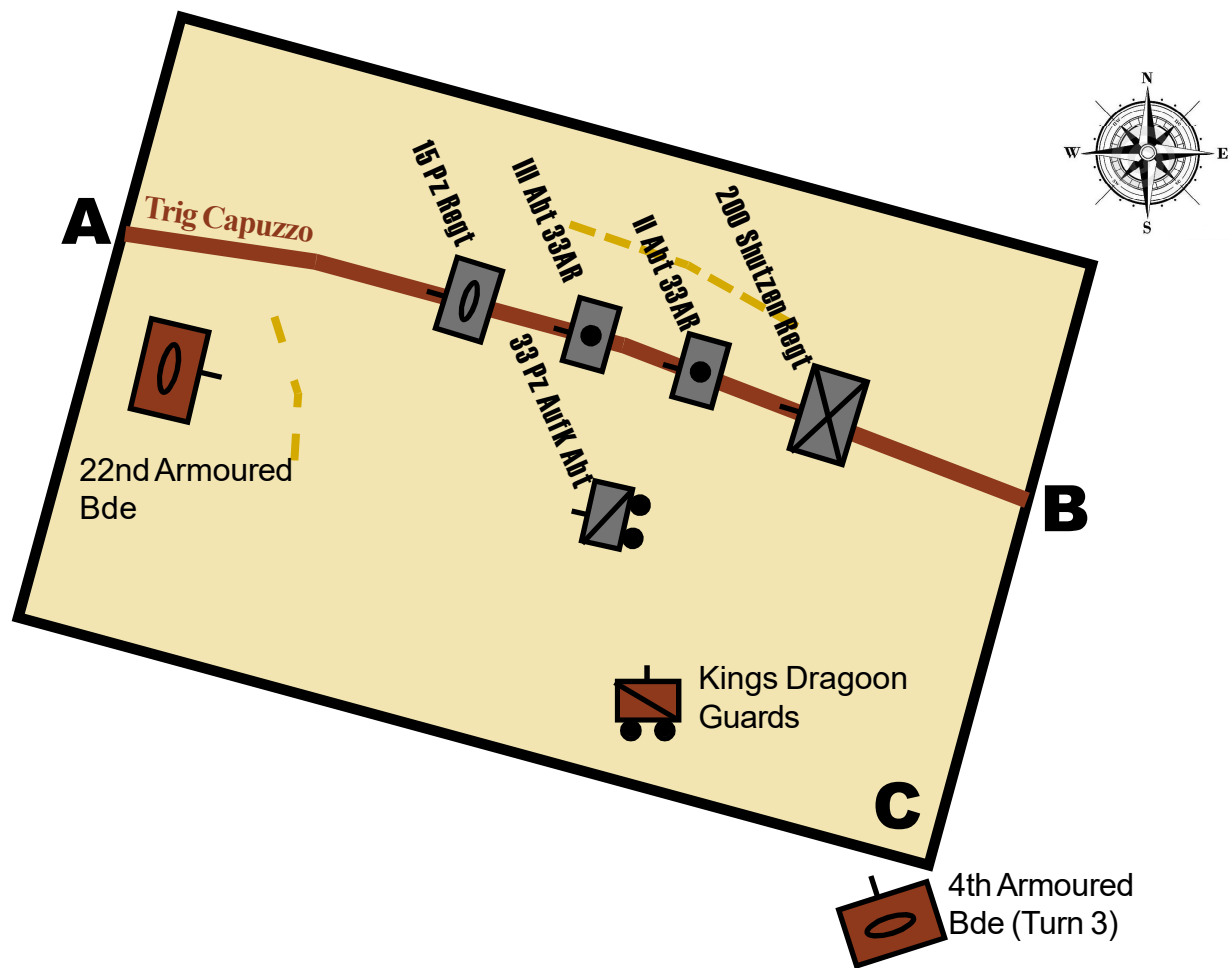 N
W
E
S
A
Trig Capuzzo
15 Pz Regt
III Abt 33AR
II Abt 33AR
200 Shutzen Regt
33 Pz AufK Abt
22nd Armoured
Bde
B
Kings Dragoon
Guards
C
4th Armoured
Bde (Turn 3)